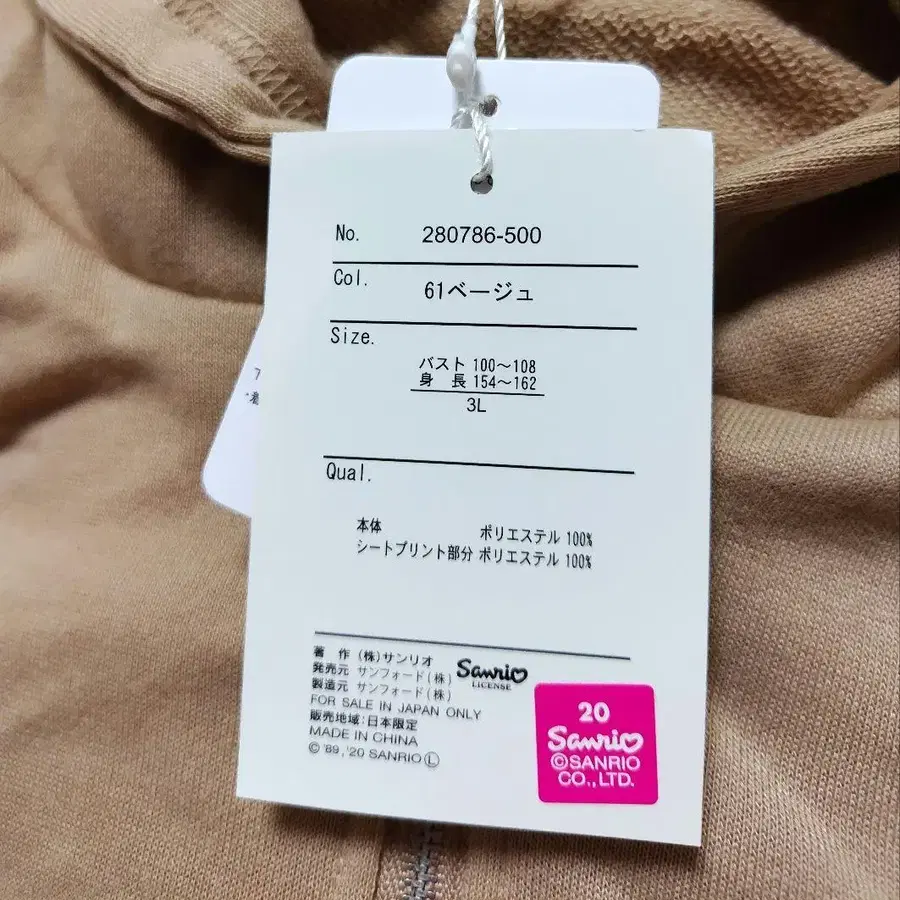 No. 280786-500
Col. 61ベージュ
Size.
バスト 100～108
身 長 154～162
3L
Qual.
本体 ポリエステル 100%
シートプリント部分 ポリエステル 100%
著 作 (株)サンリオ
発売元 サンフォード(株)
製造元 サンフォード(株)
Sanrio
LICENSE
FOR SALE IN JAPAN ONLY
販売地域:日本限定
MADE IN CHINA
© '89, '20 SANRIO Ⓛ
20
Sanrio
©SANRIO
CO.,LTD.